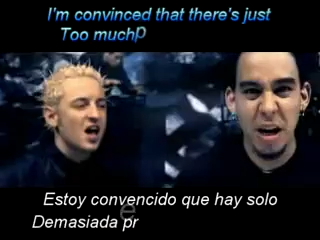 I'm convinced that there's just
Too much p
Estoy convencido que hay solo
Demasiada pr e